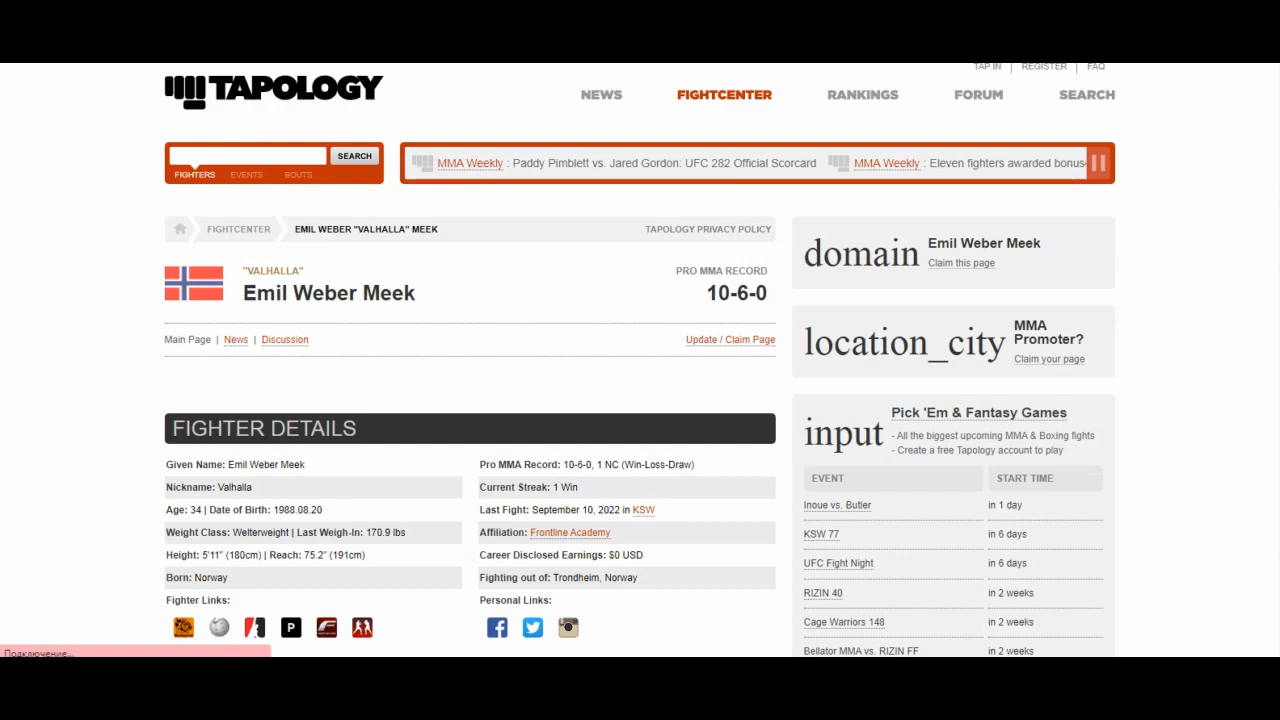 TAP IN | REGISTER | FAQ
TAPOLOGY
NEWS FIGHTCENTER RANKINGS FORUM SEARCH
SEARCH
FIGHTERS EVENTS BOUTS
MMA Weekly : Paddy Pimblett vs. Jared Gordon: UFC 282 Official Scorcard MMA Weekly : Eleven fighters awarded bonus
FIGHTCENTER EMIL WEBER "VALHALLA" MEEK TAPOLOGY PRIVACY POLICY
"VALHALLA" PRO MMA RECORD
Emil Weber Meek 10-6-0
Main Page | News | Discussion Update / Claim Page
FIGHTER DETAILS
Given Name: Emil Weber Meek Pro MMA Record: 10-6-0, 1 NC (Win-Loss-Draw)
Nickname: Valhalla Current Streak: 1 Win
Age: 34 | Date of Birth: 1988.08.20 Last Fight: September 10, 2022 in KSW
Weight Class: Welterweight | Last Weigh-In: 170.9 lbs Affiliation: Frontline Academy
Height: 5'11" (180cm) | Reach: 75.2" (191cm) Career Disclosed Earnings: $0 USD
Born: Norway Fighting out of: Trondheim, Norway
Fighter Links: Personal Links:
P
domain Emil Weber Meek
Claim this page
location_city MMA
Promoter?
Claim your page
input Pick 'Em & Fantasy Games
- All the biggest upcoming MMA & Boxing fights
- Create a free Tapology account to play
EVENT START TIME
Inoue vs. Butler in 1 day
KSW 77 in 6 days
UFC Fight Night in 6 days
RIZIN 40 in 2 weeks
Cage Warriors 148 in 2 weeks
Bellator MMA vs. RIZIN FF in 2 weeks
Подключение...